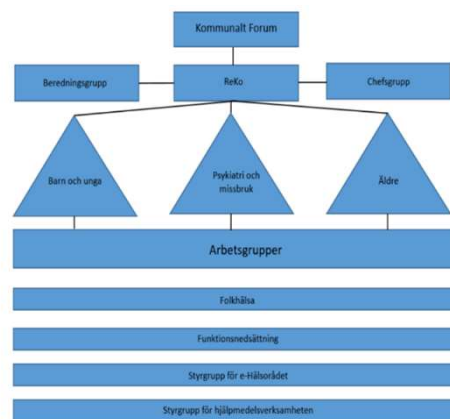 Kommunalt Forum
Beredningsgrupp
ReKo
Chefsgrupp
Barn och unga
Psykiatri och
missbruk
Äldre
Arbetsgrupper
Folkhälsa
Funktionsnedsättning
Styrgrupp för e-Hälsorådet
Styrgrupp för hjälpmedelsverksamheten